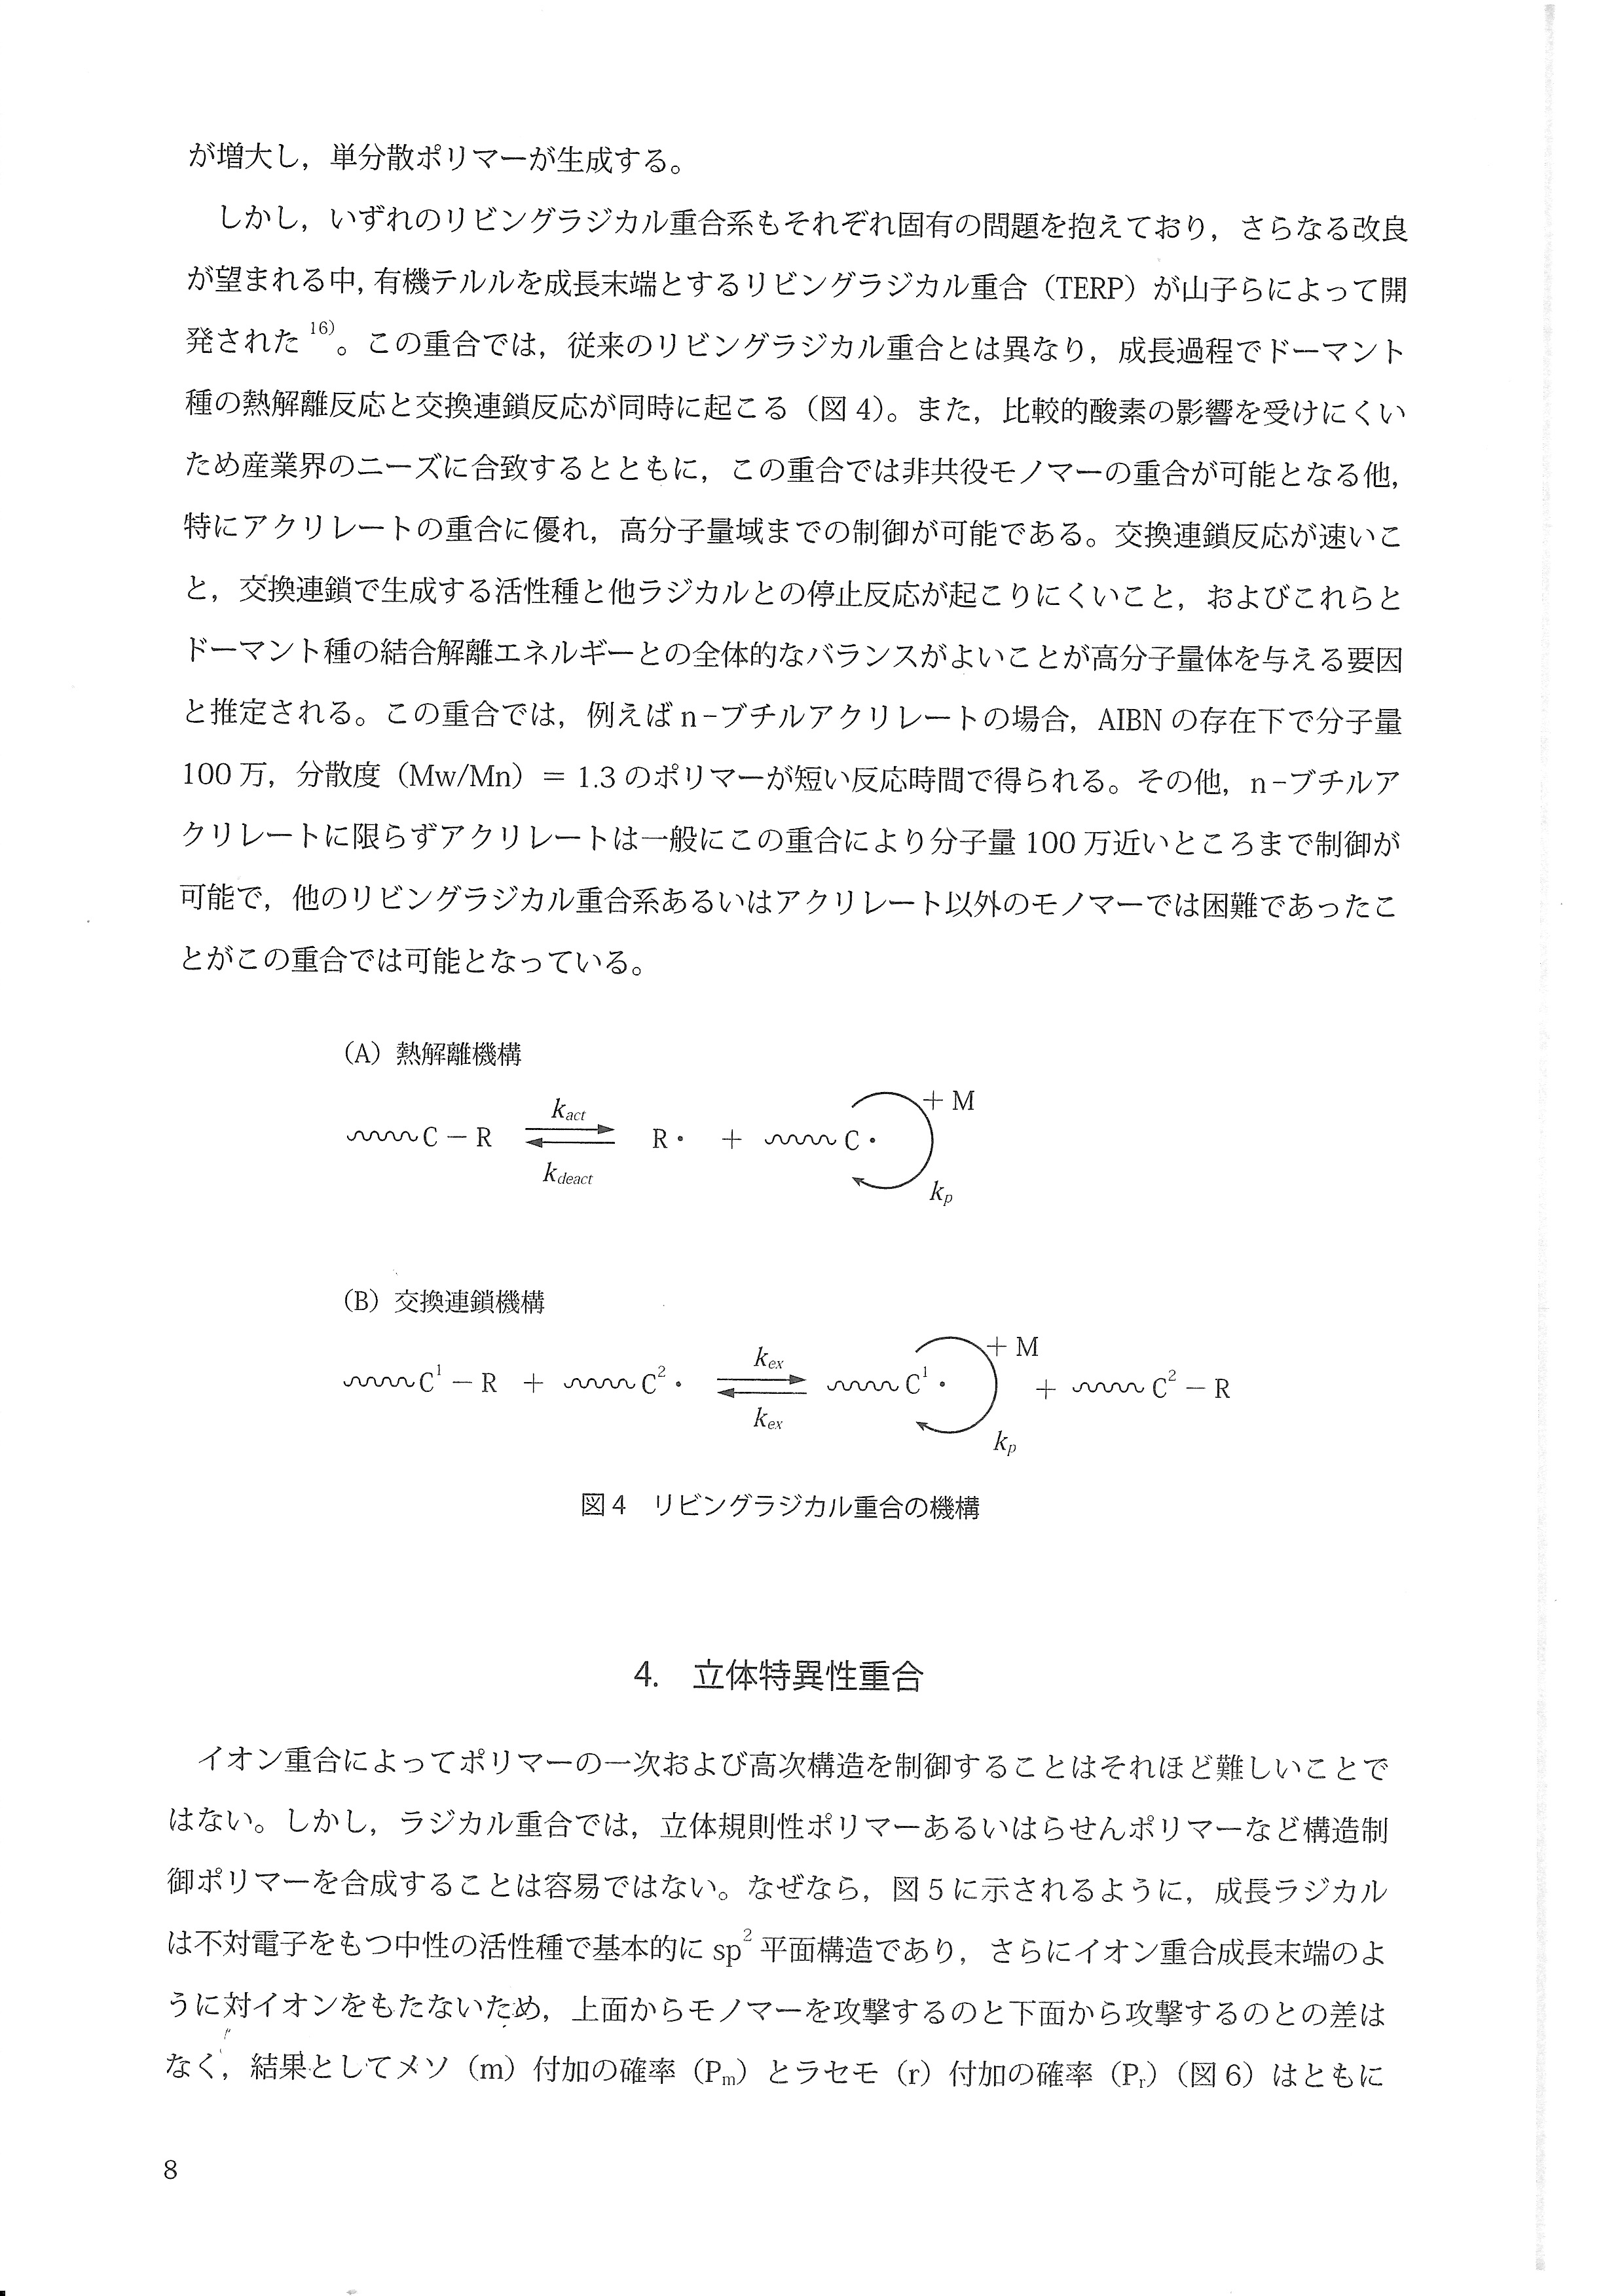 が増大し，単分散ポリマーが生成する。
しかし，いずれのリビングラジカル重合系もそれぞれ固有の問題を抱えており，さらなる改良
が望まれる中，有機テルルを成長末端とするリビングラジカル重合（TERP）が山子らによって開
発された16)。この重合では，従来のリビングラジカル重合とは異なり，成長過程でドーマント
種の熱解離反応と交換連鎖反応が同時に起こる（図4）。また，比較的酸素の影響を受けにくい
ため産業界のニーズに合致するとともに，この重合では非共役モノマーの重合が可能となる他，
特にアクリレートの重合に優れ，高分子量域までの制御が可能である。交換連鎖反応が速いこ
と，交換連鎖で生成する活性種と他ラジカルとの停止反応が起こりにくいこと，およびこれらと
ドーマント種の結合解離エネルギーとの全体的なバランスがよいことが高分子量体を与える要因
と推定される。この重合では，例えばn-ブチルアクリレートの場合，AIBNの存在下で分子量
100万，分散度（Mw/Mn）＝1.3のポリマーが短い反応時間で得られる。その他，n-ブチルア
クリレートに限らずアクリレートは一般にこの重合により分子量100万近いところまで制御が
可能で，他のリビングラジカル重合系あるいはアクリレート以外のモノマーでは困難であったこ
とがこの重合では可能となっている。
（A）熱解離機構
C－R kact kdeact R・ ＋ C・ ＋M kp
（B）交換連鎖機構
C1－R ＋ C2・ kex kex C1・ ＋M kp ＋ C2－R
図4　リビングラジカル重合の機構
4.　立体特異性重合
イオン重合によってポリマーの一次および高次構造を制御することはそれほど難しいことで
はない。しかし，ラジカル重合では，立体規則性ポリマーあるいはらせんポリマーなど構造制
御ポリマーを合成することは容易ではない。なぜなら，図5に示されるように，成長ラジカル
は不対電子をもつ中性の活性種で基本的にsp2平面構造であり，さらにイオン重合成長末端のよ
うに対イオンをもたないため，上面からモノマーを攻撃するのと下面から攻撃するのとの差は
なく，結果としてメソ（m）付加の確率（Pm）とラセモ（r）付加の確率（Pr）（図6）はともに
8